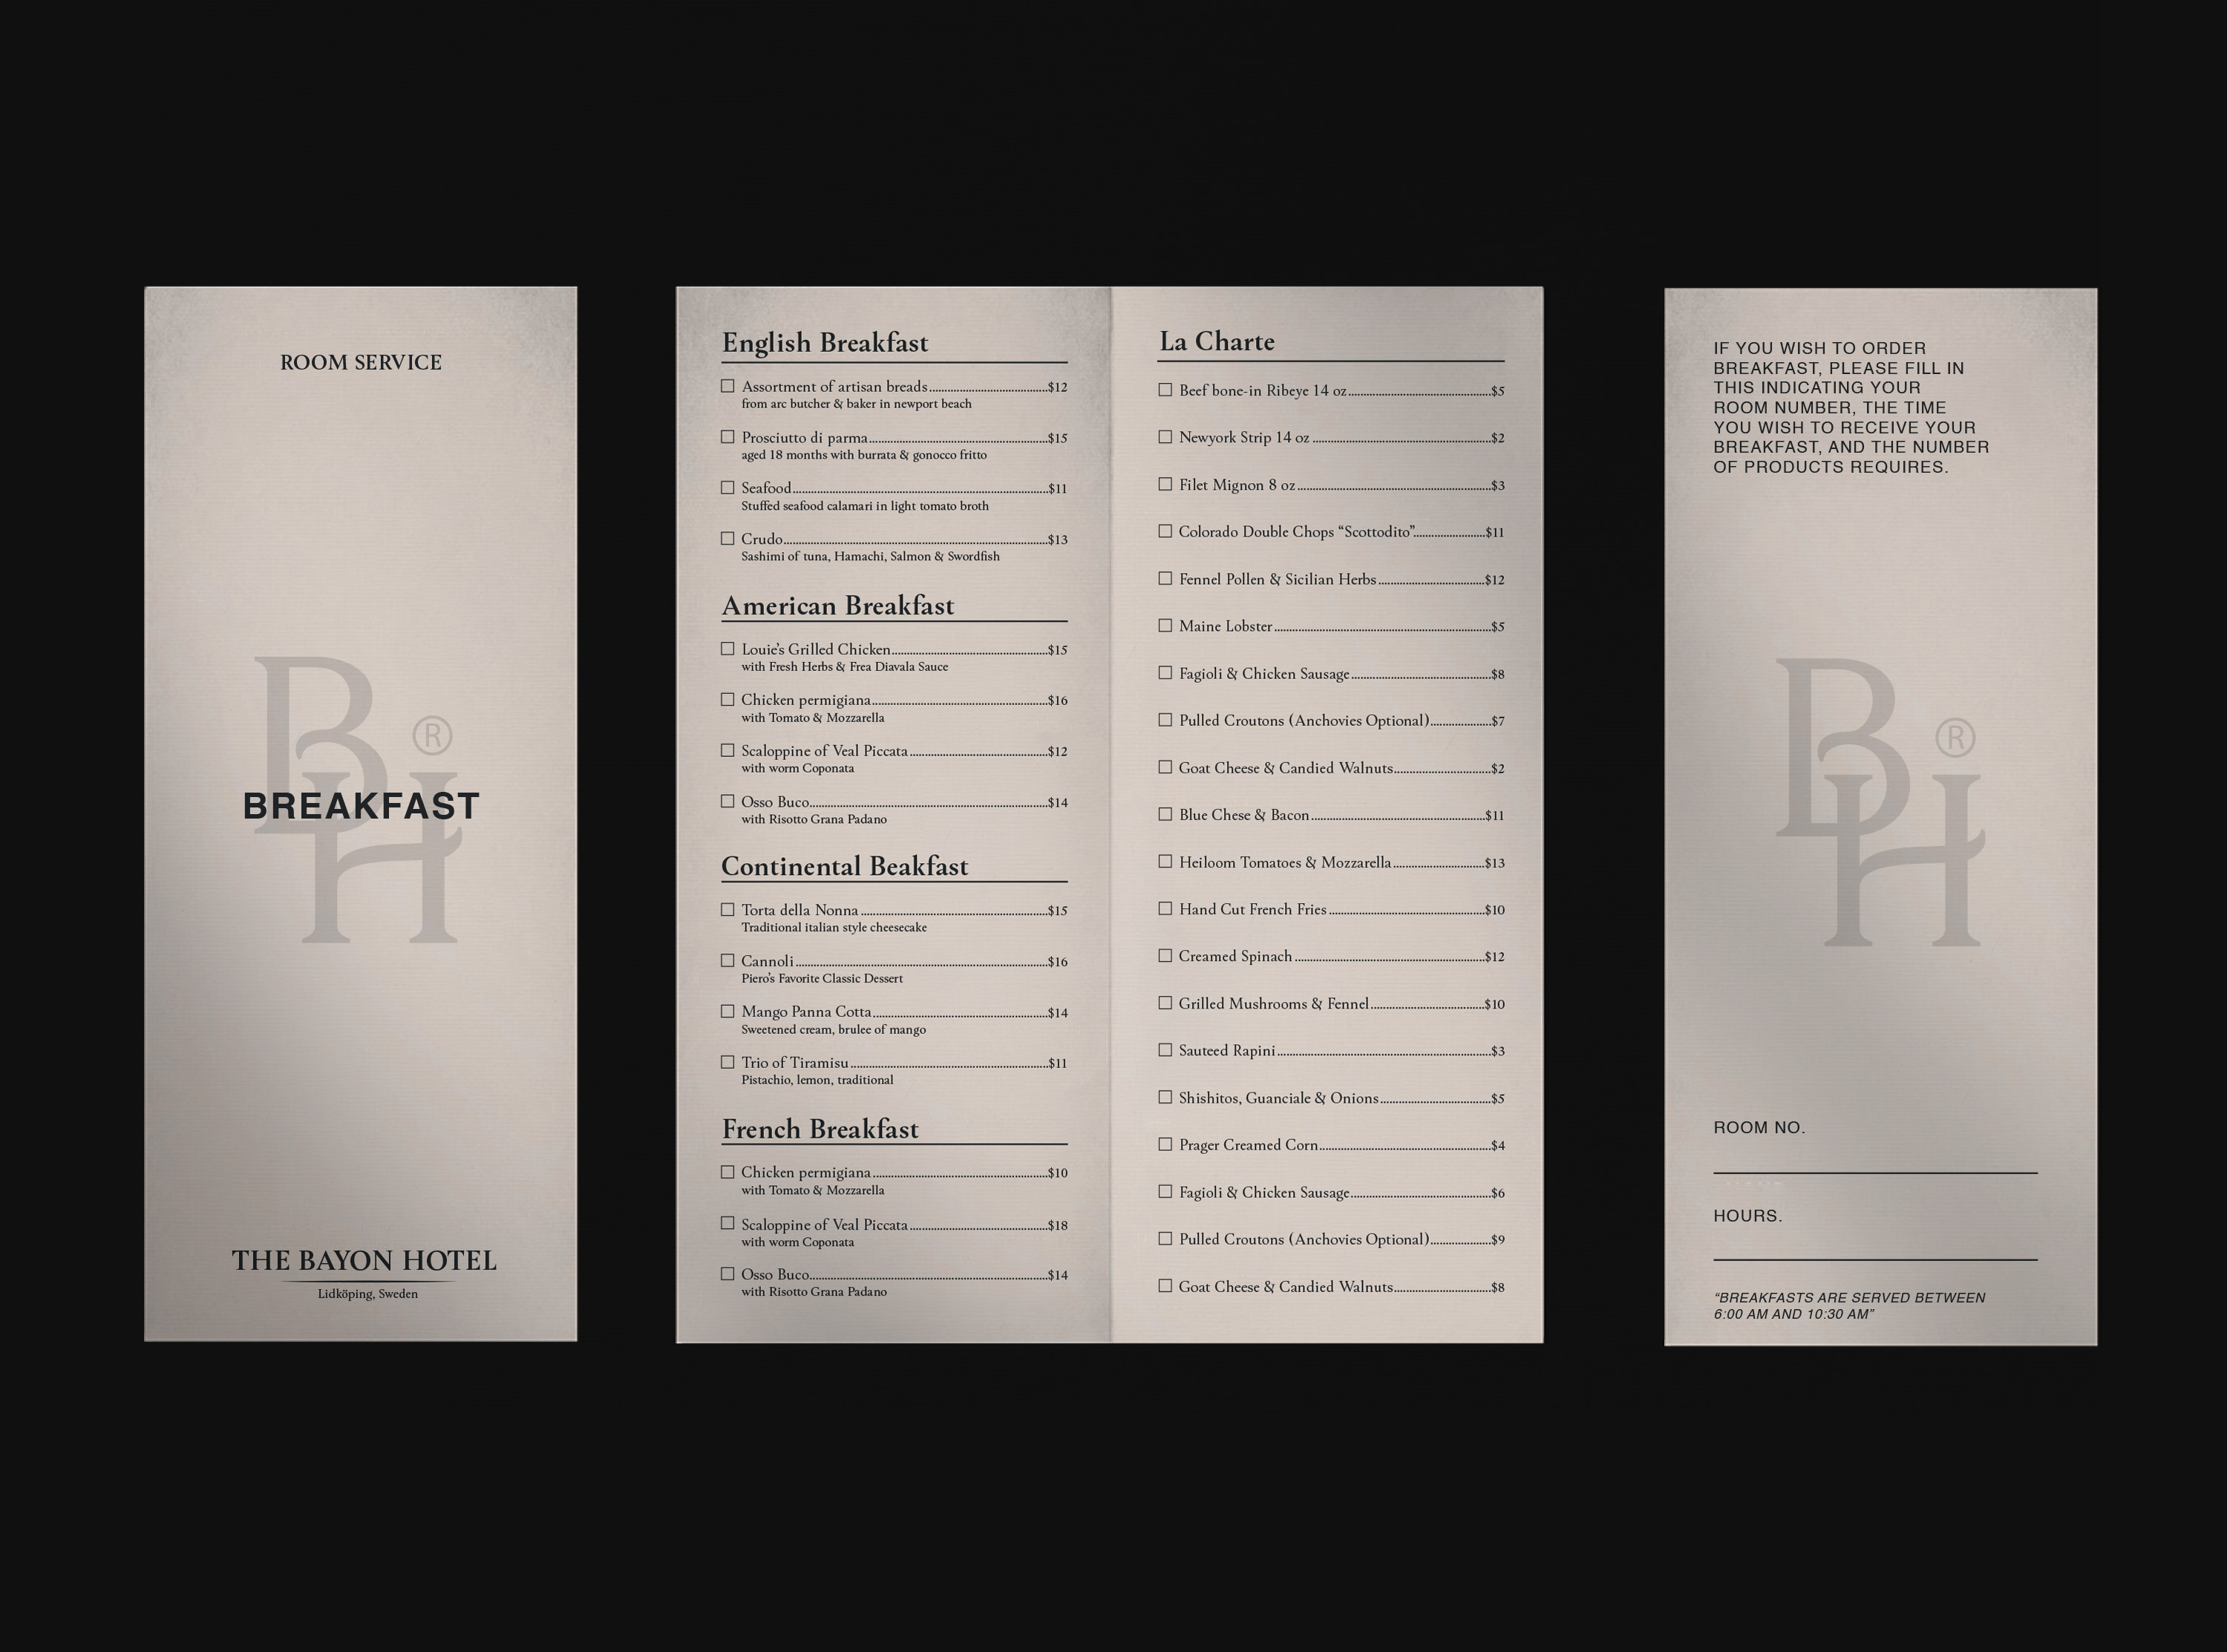 ROOM SERVICE
BH®
BREAKFAST
THE BAYON HOTEL
Lidköping, Sweden
English Breakfast
Assortment of artisan breads $12
from arc butcher & baker in newport beach
Prosciutto di parma $15
aged 18 months with burrata & gonocco fritto
Seafood $11
Stuffed seafood calamari in light tomato broth
Crudo $13
Sashimi of tuna, Hamachi, Salmon & Swordfish
American Breakfast
Louie's Grilled Chicken $15
with Fresh Herbs & Frea Diavala Sauce
Chicken permigiana $16
with Tomato & Mozzarella
Scaloppine of Veal Piccata $12
with worm Coponata
Osso Buco $14
with Risotto Grana Padano
Continental Beakfast
Torta della Nonna $15
Traditional italian style cheesecake
Cannoli $16
Piero's Favorite Classic Dessert
Mango Panna Cotta $14
Sweetened cream, brulee of mango
Trio of Tiramisu $11
Pistachio, lemon, traditional
French Breakfast
Chicken permigiana $10
with Tomato & Mozzarella
Scaloppine of Veal Piccata $18
with worm Coponata
Osso Buco $14
with Risotto Grana Padano
La Charte
Beef bone-in Ribeye 14 oz $5
Newyork Strip 14 oz $2
Filet Mignon 8 oz $3
Colorado Double Chops “Scottodito” $11
Fennel Pollen & Sicilian Herbs $12
Maine Lobster $5
Fagioli & Chicken Sausage $8
Pulled Croutons (Anchovies Optional) $7
Goat Cheese & Candied Walnuts $2
Blue Chese & Bacon $11
Heiloom Tomatoes & Mozzarella $13
Hand Cut French Fries $10
Creamed Spinach $12
Grilled Mushrooms & Fennel $10
Sauteed Rapini $3
Shishitos, Guanciale & Onions $5
Prager Creamed Corn $4
Fagioli & Chicken Sausage $6
Pulled Croutons (Anchovies Optional) $9
Goat Cheese & Candied Walnuts $8
IF YOU WISH TO ORDER
BREAKFAST, PLEASE FILL IN
THIS INDICATING YOUR
ROOM NUMBER, THE TIME
YOU WISH TO RECEIVE YOUR
BREAKFAST, AND THE NUMBER
OF PRODUCTS REQUIRES.
BH®
ROOM NO.
HOURS.
“BREAKFASTS ARE SERVED BETWEEN
6:00 AM AND 10:30 AM”